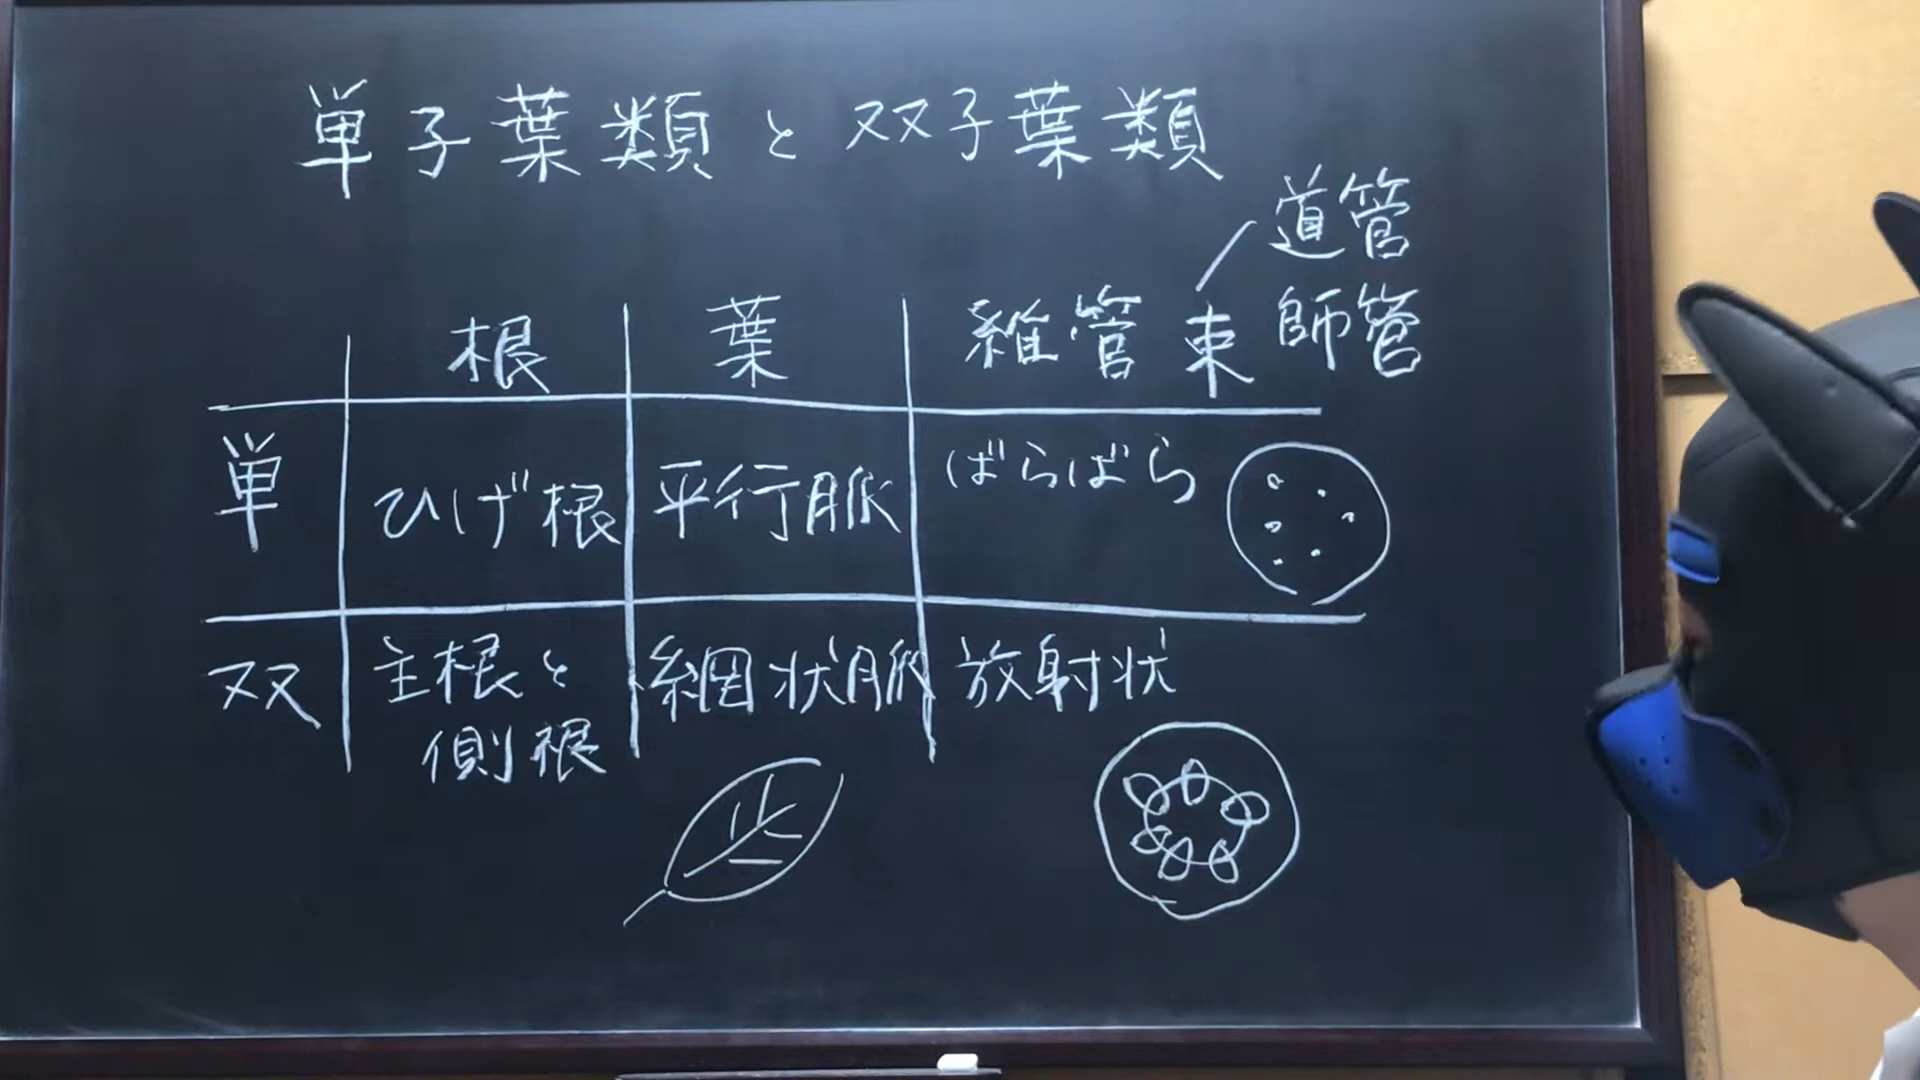 単子葉類と双子葉類
道管
師管
根 葉 維管束
単 ひげ根 平行脈 ばらばら
双 主根と側根 網状脈 放射状